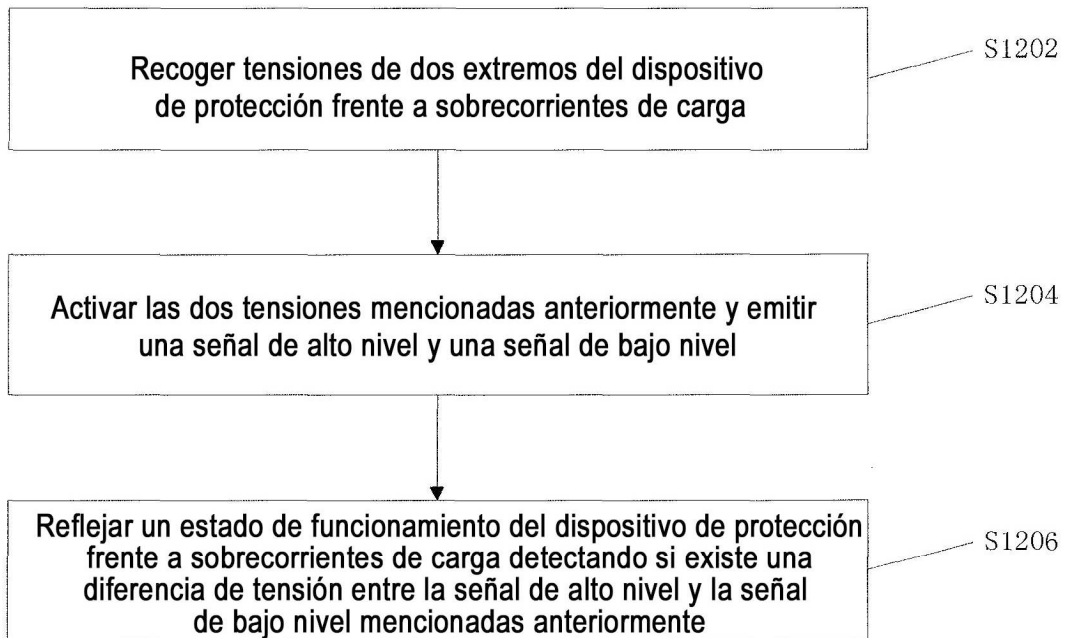 Recoger tensiones de dos extremos del dispositivo
de protección frente a sobrecorrientes de carga
S1202
Activar las dos tensiones mencionadas anteriormente y emitir
una señal de alto nivel y una señal de bajo nivel
S1204
Reflejar un estado de funcionamiento del dispositivo de protección
frente a sobrecorrientes de carga detectando si existe una
diferencia de tensión entre la señal de alto nivel y la señal
de bajo nivel mencionadas anteriormente
S1206